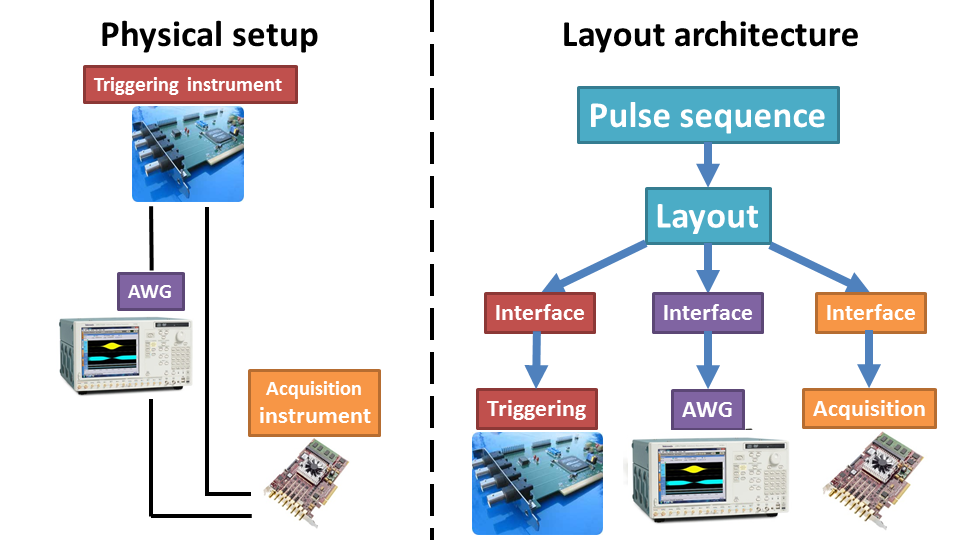 Physical setup
Triggering instrument
AWG
Acquisition
instrument
Layout architecture
Pulse sequence
Layout
Interface
Interface
Interface
Triggering
AWG
Acquisition